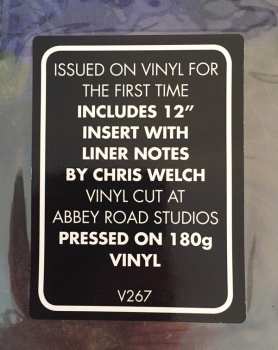 ISSUED ON VINYL FOR
THE FIRST TIME
INCLUDES 12”
INSERT WITH
LINER NOTES
BY CHRIS WELCH
VINYL CUT AT
ABBEY ROAD STUDIOS
PRESSED ON 180g
VINYL
V267